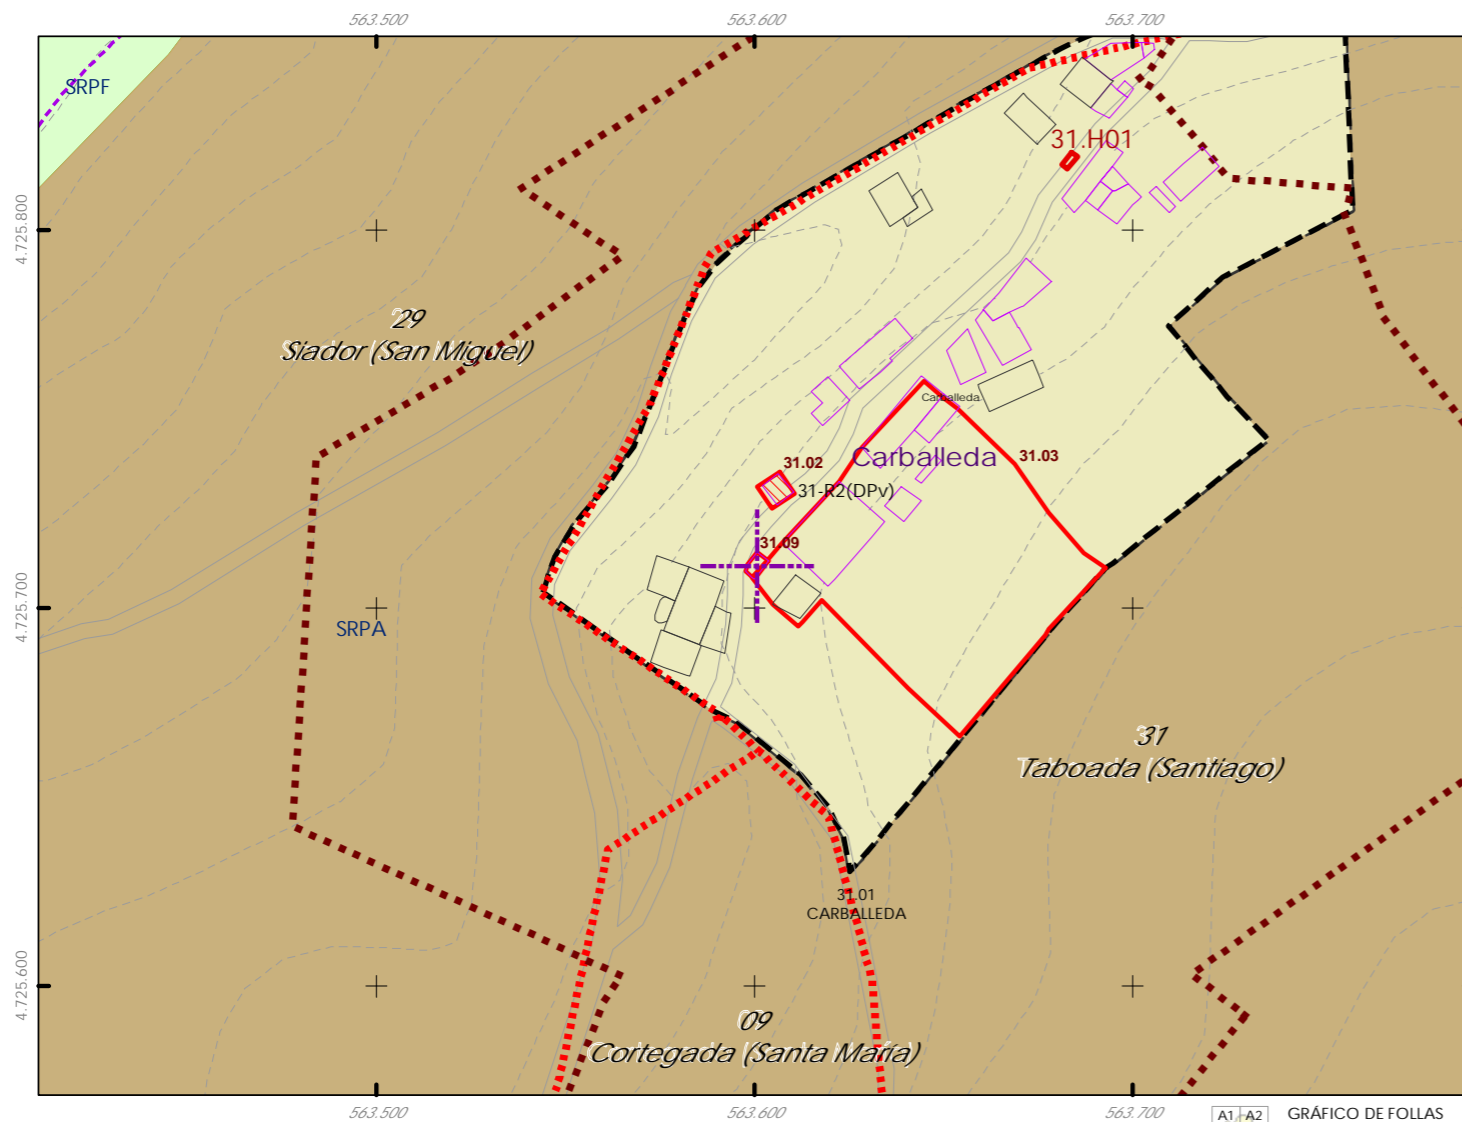 563.500
563.600
563.700
SRPF
31.H01
4.725.800
29
Siador (San Miguel)
Carballeda
Carballeda
31.03
31.02
31-R2(DPv)
31.09
4.725.700
SRPA
31
Taboada (Santiago)
31.01
CARBALLEDA
4.725.600
09
Cortegada (Santa María)
563.500
563.600
563.700
A1 A2
GRÁFICO DE FOLLAS